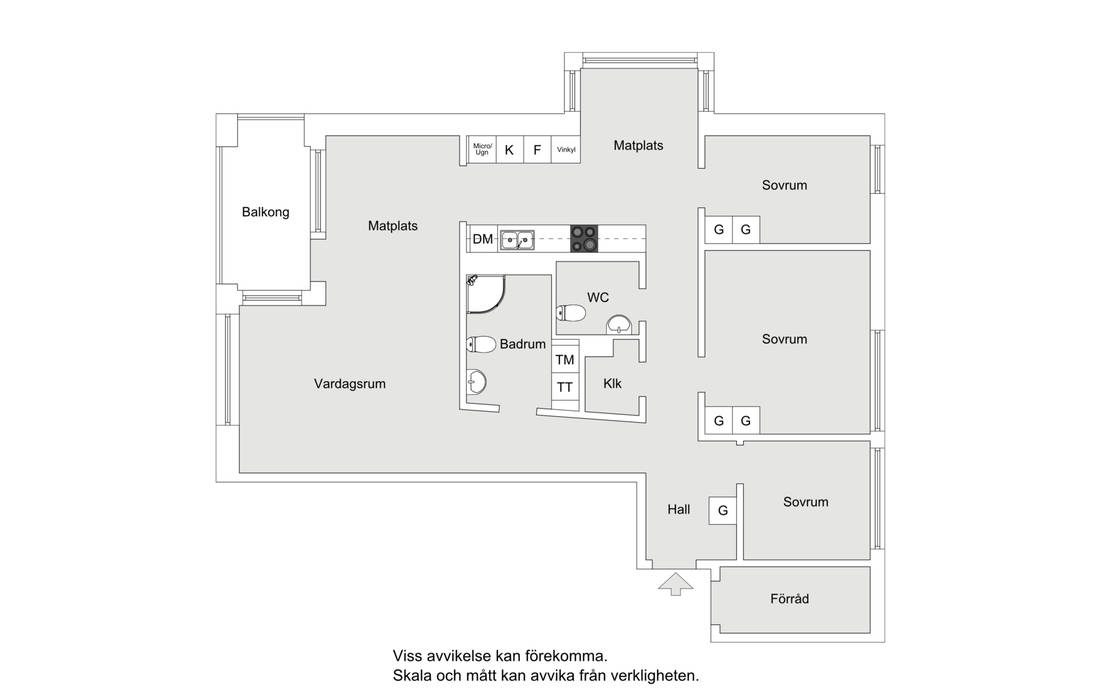 Micro/
Ugn
K
F
Vinkyl
Matplats
Sovrum
Balkong
Matplats
G
G
DM
WC
Badrum
TM
TT
Klk
Sovrum
Vardagsrum
G
G
Hall
G
Sovrum
Förråd
Viss avvikelse kan förekomma.
Skala och mått kan avvika från verkligheten.